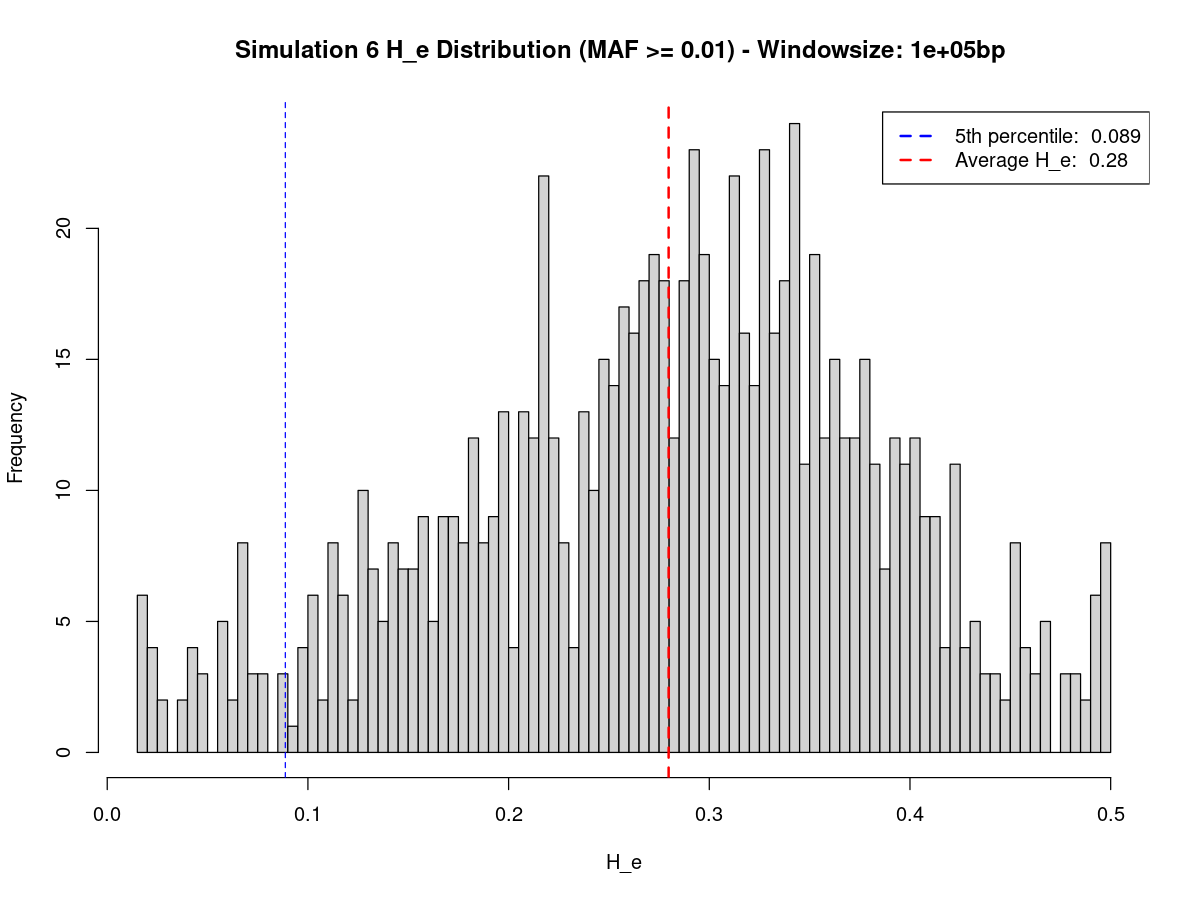 Simulation 6 H_e Distribution (MAF >= 0.01) - Windowsize: 1e+05bp
5th percentile:  0.089
Average H_e:  0.28
Frequency
20
15
10
5
0
0.0 0.1 0.2 0.3 0.4 0.5
H_e